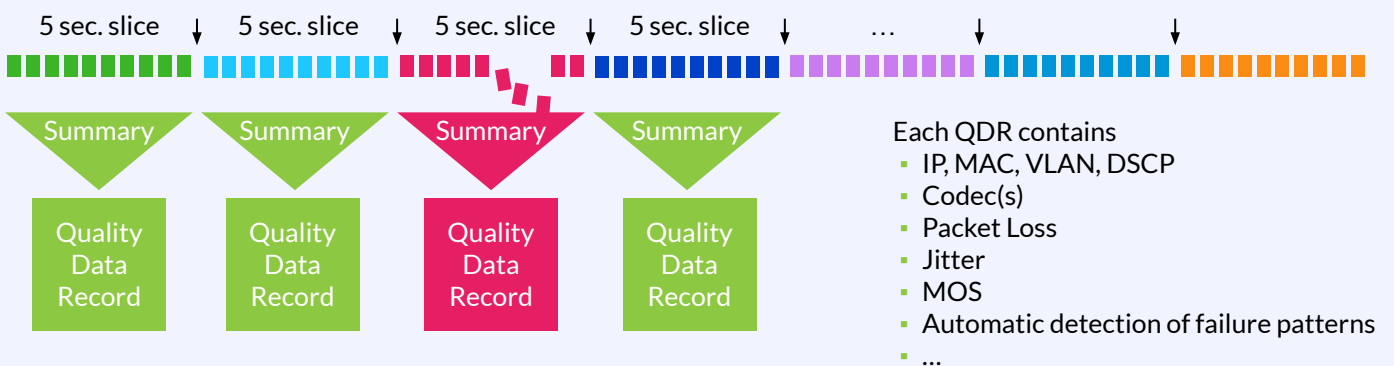 5 sec. slice 5 sec. slice 5 sec. slice 5 sec. slice ...
Summary Summary Summary Summary
Quality
Data
Record
Quality
Data
Record
Quality
Data
Record
Quality
Data
Record
Each QDR contains
▪ IP, MAC, VLAN, DSCP
▪ Codec(s)
▪ Packet Loss
▪ Jitter
▪ MOS
▪ Automatic detection of failure patterns
▪ ...